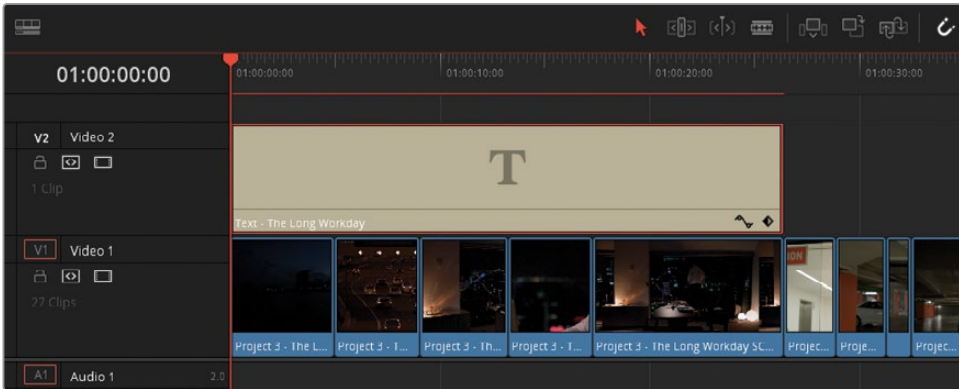 01:00:00:00
01:00:00:00 01:00:10:00 01:00:20:00 01:00:30:00
V2 Video 2
1 Clip
T
Text - The Long Workday
V1 Video 1
27 Clips
ION
Project 3 - The L... Project 3 - T... Project 3 - Th... Project 3 - T... Project 3 - The Long Workday SC... Projec... Proje... Projec...
A1 Audio 1 2.0